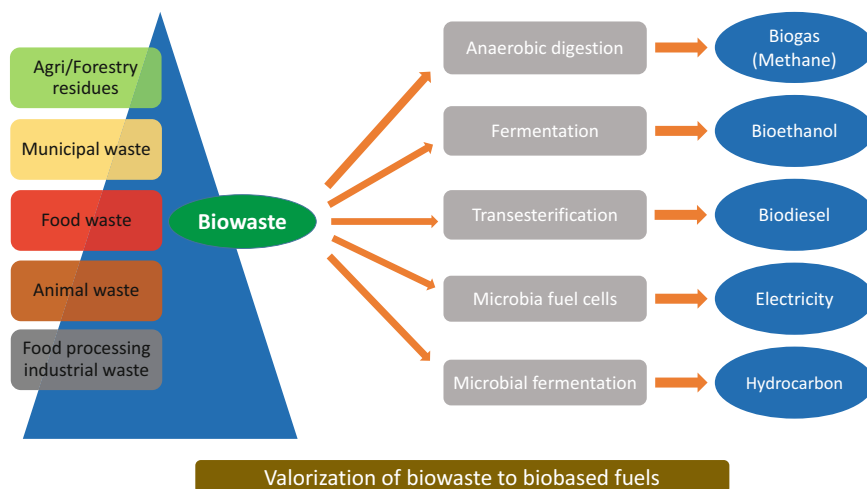 Agri/Forestry
residues
Municipal waste
Food waste
Animal waste
Food processing
industrial waste
Biowaste
Anaerobic digestion
Fermentation
Transesterification
Microbia fuel cells
Microbial fermentation
Biogas
(Methane)
Bioethanol
Biodiesel
Electricity
Hydrocarbon
Valorization of biowaste to biobased fuels